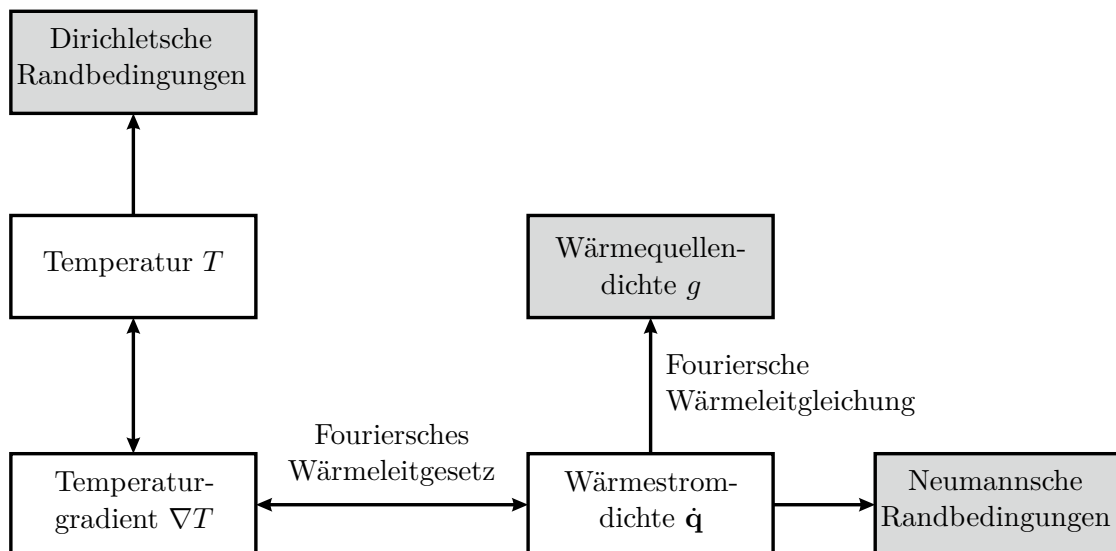 Dirichletsche
Randbedingungen
Temperatur T
Wärmequellen-
dichte g
Fouriersche
Wärmeleitgleichung
Fouriersches
Wärmeleitgesetz
Temperatur-
gradient ∇T
Wärmestrom-
dichte q̇
Neumannsche
Randbedingungen